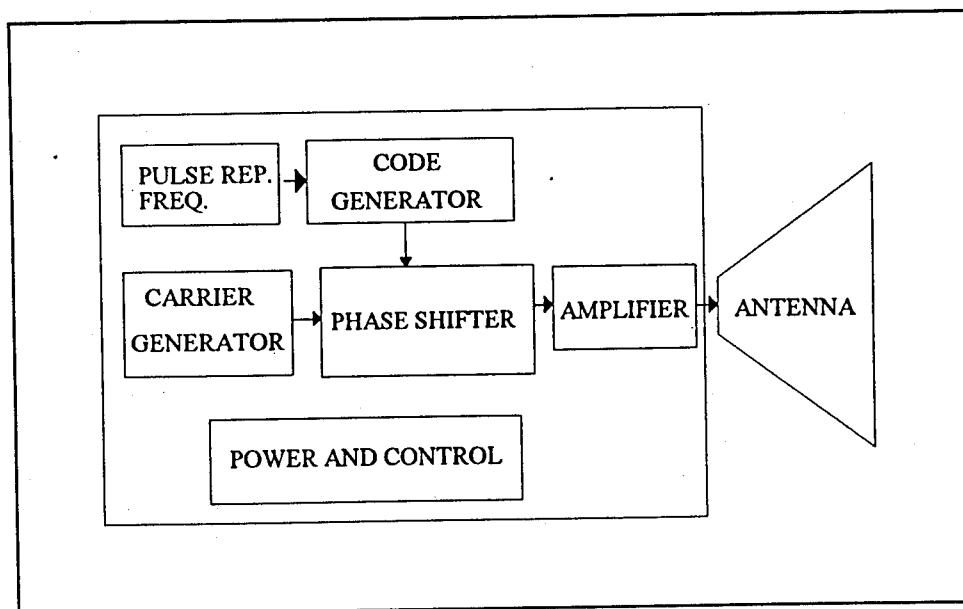 PULSE REP.
FREQ.
CODE
GENERATOR
CARRIER
GENERATOR
PHASE SHIFTER
AMPLIFIER
ANTENNA
POWER AND CONTROL